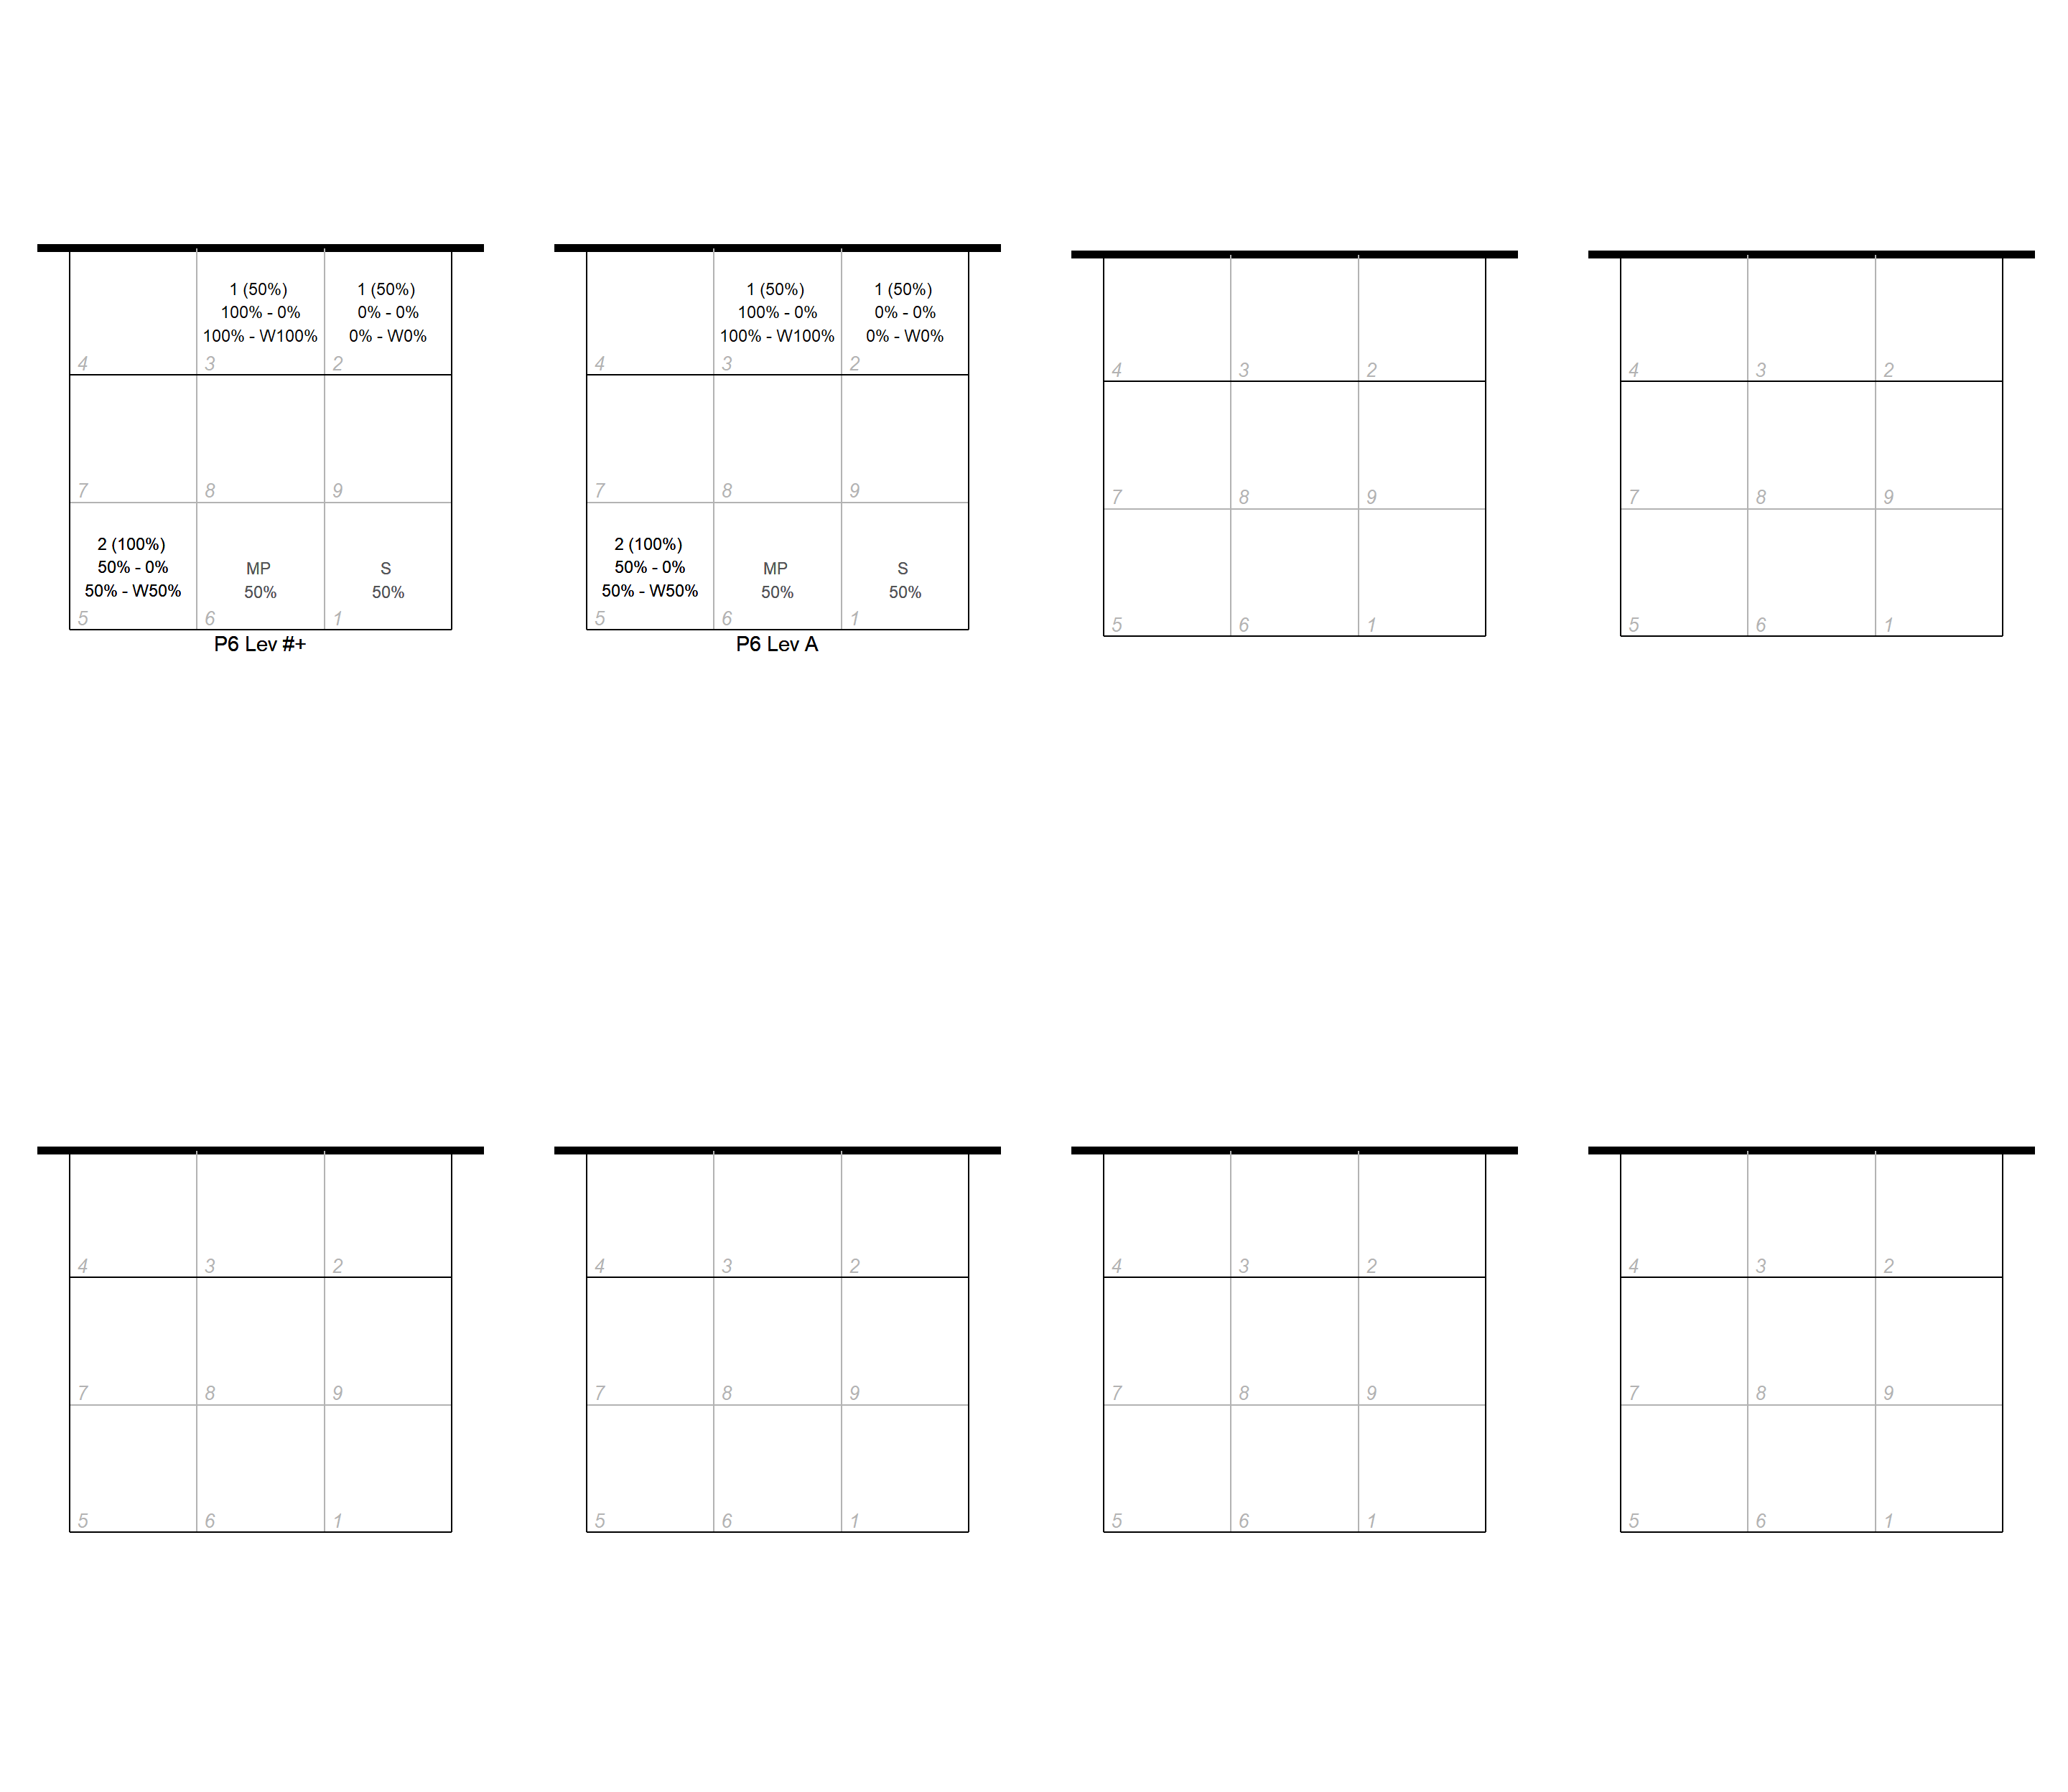 1 (50%) 1 (50%) 1 (50%) 1 (50%)
100% - 0% 0% - 0% 100% - 0% 0% - 0%
100% - W100% 0% - W0% 100% - W100% 0% - W0%
4 3 2 4 3 2 4 3 2 4 3 2
7 8 9 7 8 9 7 8 9 7 8 9
2 (100%) 2 (100%)
50% - 0% MP S 50% - 0% MP S
50% - W50% 50% 50% 50% - W50% 50% 50%
5 6 1 5 6 1 5 6 1 5 6 1
P6 Lev #+ P6 Lev A
4 3 2 4 3 2 4 3 2 4 3 2
7 8 9 7 8 9 7 8 9 7 8 9
5 6 1 5 6 1 5 6 1 5 6 1